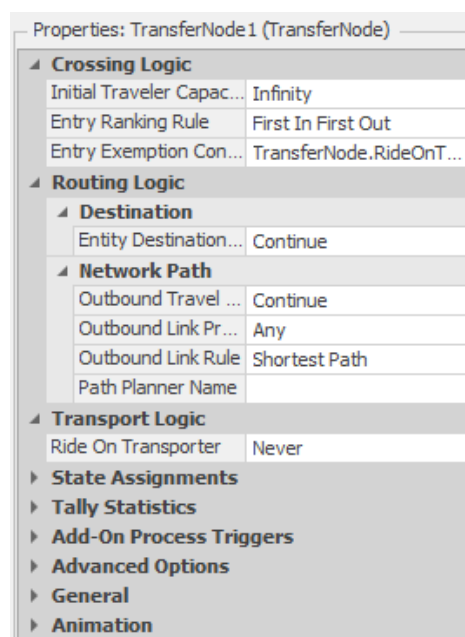 Properties: TransferNode1 (TransferNode)
Crossing Logic
Initial Traveler Capac... Infinity
Entry Ranking Rule First In First Out
Entry Exemption Con... TransferNode.RideOnT...
Routing Logic
Destination
Entity Destination... Continue
Network Path
Outbound Travel ... Continue
Outbound Link Pr... Any
Outbound Link Rule Shortest Path
Path Planner Name
Transport Logic
Ride On Transporter Never
State Assignments
Tally Statistics
Add-On Process Triggers
Advanced Options
General
Animation